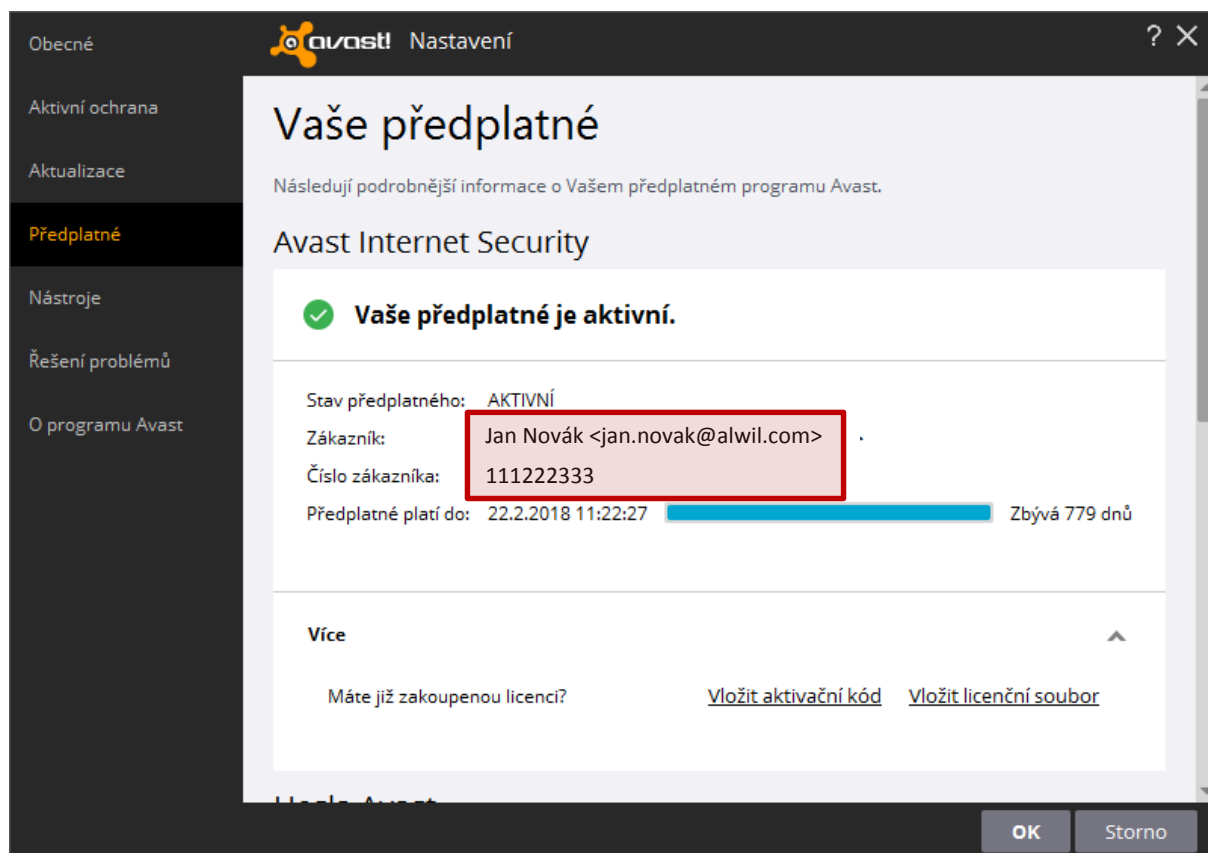 Obecné
Aktivní ochrana
Aktualizace
Předplatné
Nástroje
Řešení problémů
O programu Avast
avast! Nastavení
? X
Vaše předplatné
Následují podrobnější informace o Vašem předplatném programu Avast.
Avast Internet Security
Vaše předplatné je aktivní.
Stav předplatného: AKTIVNÍ
Zákazník: Jan Novák <jan.novak@alwil.com>
Číslo zákazníka: 111222333
Předplatné platí do: 22.2.2018 11:22:27 Zbývá 779 dnů
Více
Máte již zakoupenou licenci? Vložit aktivační kód Vložit licenční soubor
OK Storno